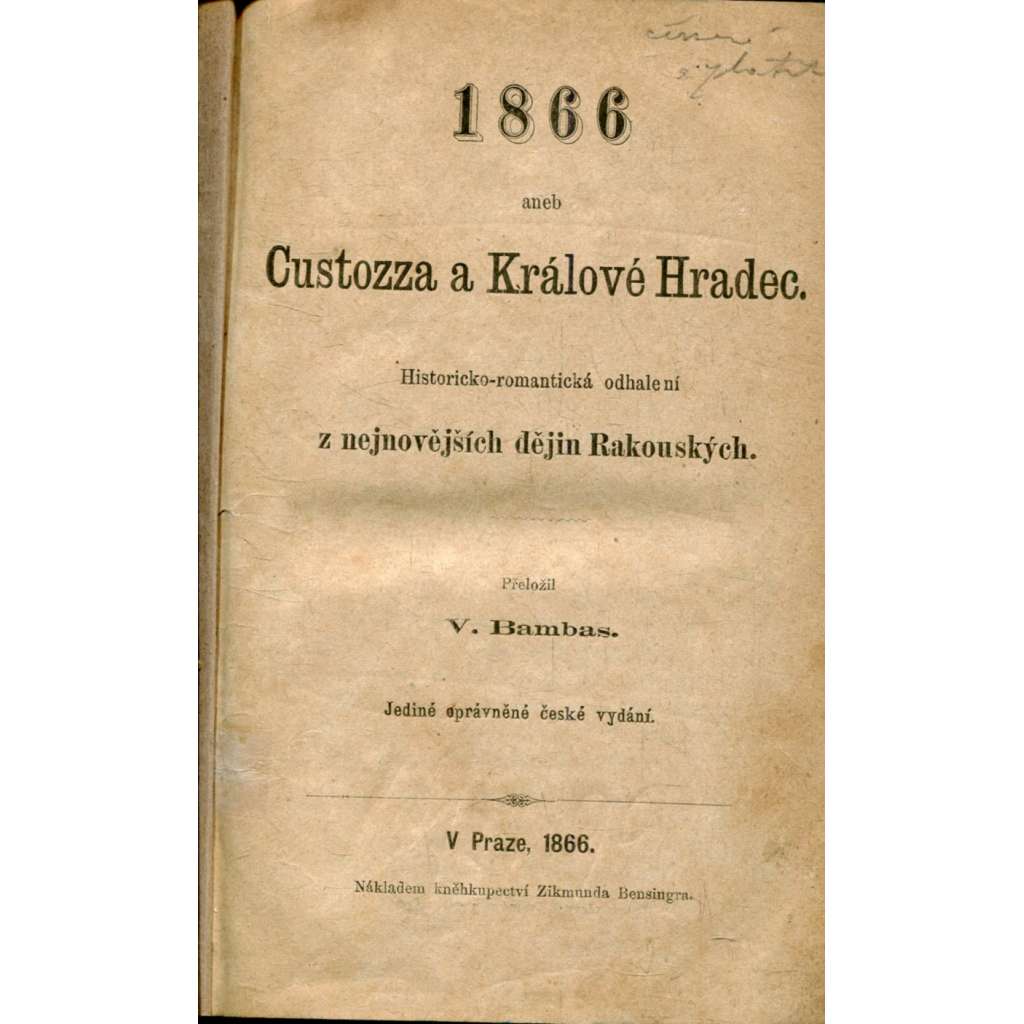 1866
aneb
Custozza a Králové Hradec.
Historicko-romantická odhalení
z nejnovějších dějin Rakouských.
Přeložil
V. Bambas.
Jediné oprávněné české vydání.
V Praze, 1866.
Nákladem kněhkupectví Zikmunda Bensingra.